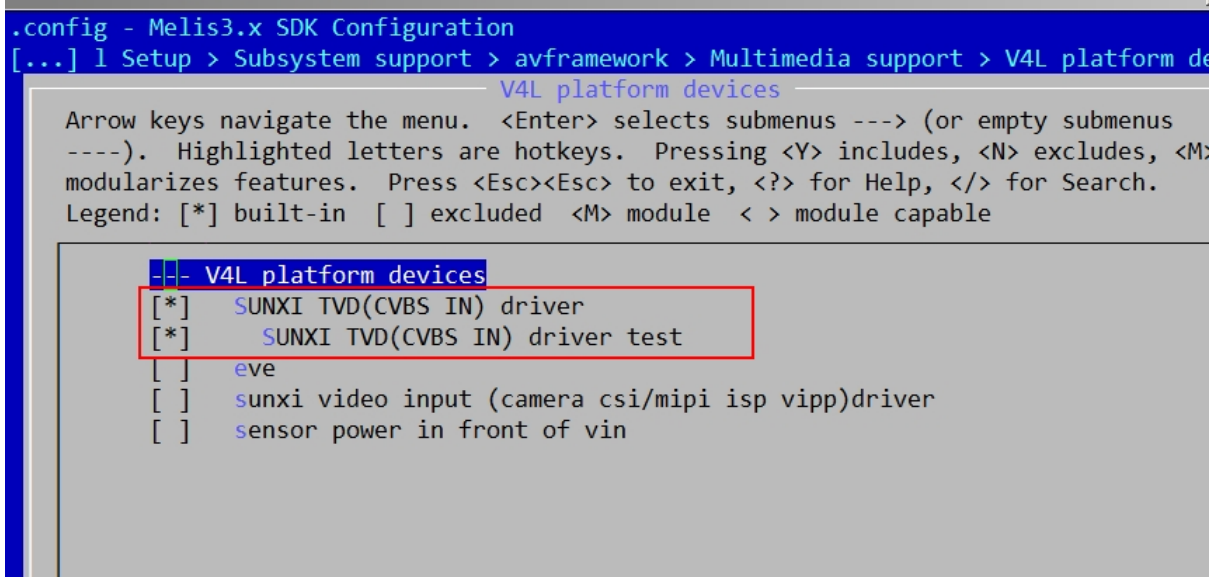 .config - Melis3.x SDK Configuration
[...] l Setup > Subsystem support > avframework > Multimedia support > V4L platform de
V4L platform devices
Arrow keys navigate the menu.  <Enter> selects submenus ---> (or empty submenus
----).  Highlighted letters are hotkeys.  Pressing <Y> includes, <N> excludes, <M>
modularizes features.  Press <Esc><Esc> to exit, <?> for Help, </> for Search.
Legend: [*] built-in  [ ] excluded  <M> module  < > module capable
--- V4L platform devices
[*]   SUNXI TVD(CVBS IN) driver
[*]     SUNXI TVD(CVBS IN) driver test
[ ]   eve
[ ]   sunxi video input (camera csi/mipi isp vipp)driver
[ ]   sensor power in front of vin